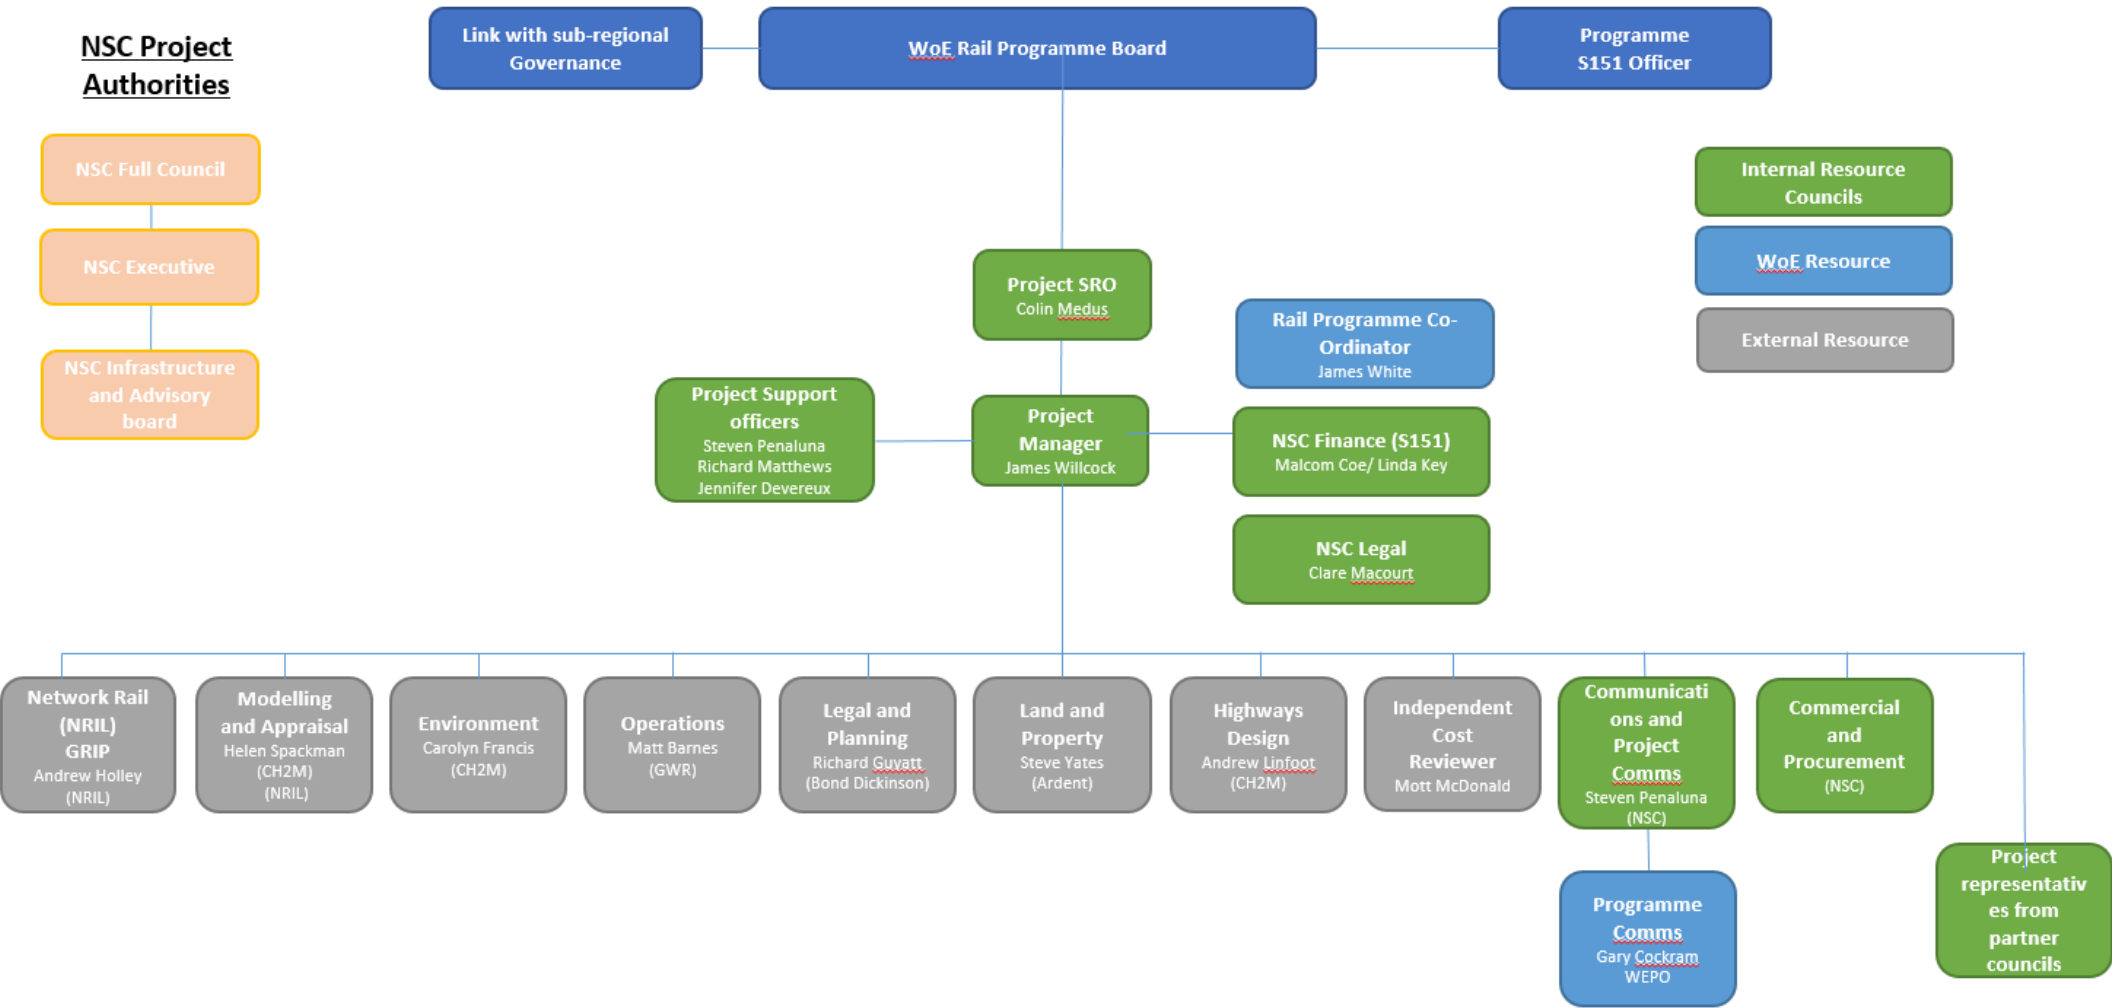 NSC Project
Authorities
Link with sub-regional
Governance
WoE Rail Programme Board
Programme
S151 Officer
NSC Full Council
NSC Executive
NSC Infrastructure
and Advisory
board
Internal Resource
Councils
WoE Resource
External Resource
Project SRO
Colin Medus
Rail Programme Co-
Ordinator
James White
Project Support
officers
Steven Penaluna
Richard Matthews
Jennifer Devereux
Project
Manager
James Willcock
NSC Finance (S151)
Malcom Coe/ Linda Key
NSC Legal
Clare Macourt
Network Rail
(NRIL)
GRIP
Andrew Holley
(NRIL)
Modelling
and Appraisal
Helen Spackman
(CH2M)
(NRIL)
Environment
Carolyn Francis
(CH2M)
Operations
Matt Barnes
(GWR)
Legal and
Planning
Richard Guyatt
(Bond Dickinson)
Land and
Property
Steve Yates
(Ardent)
Highways
Design
Andrew Linfoot
(CH2M)
Independent
Cost
Reviewer
Mott McDonald
Communicati
ons and
Project
Comms
Steven Penaluna
(NSC)
Commercial
and
Procurement
(NSC)
Programme
Comms
Gary Cockram
WEPO
Project
representativ
es from
partner
councils